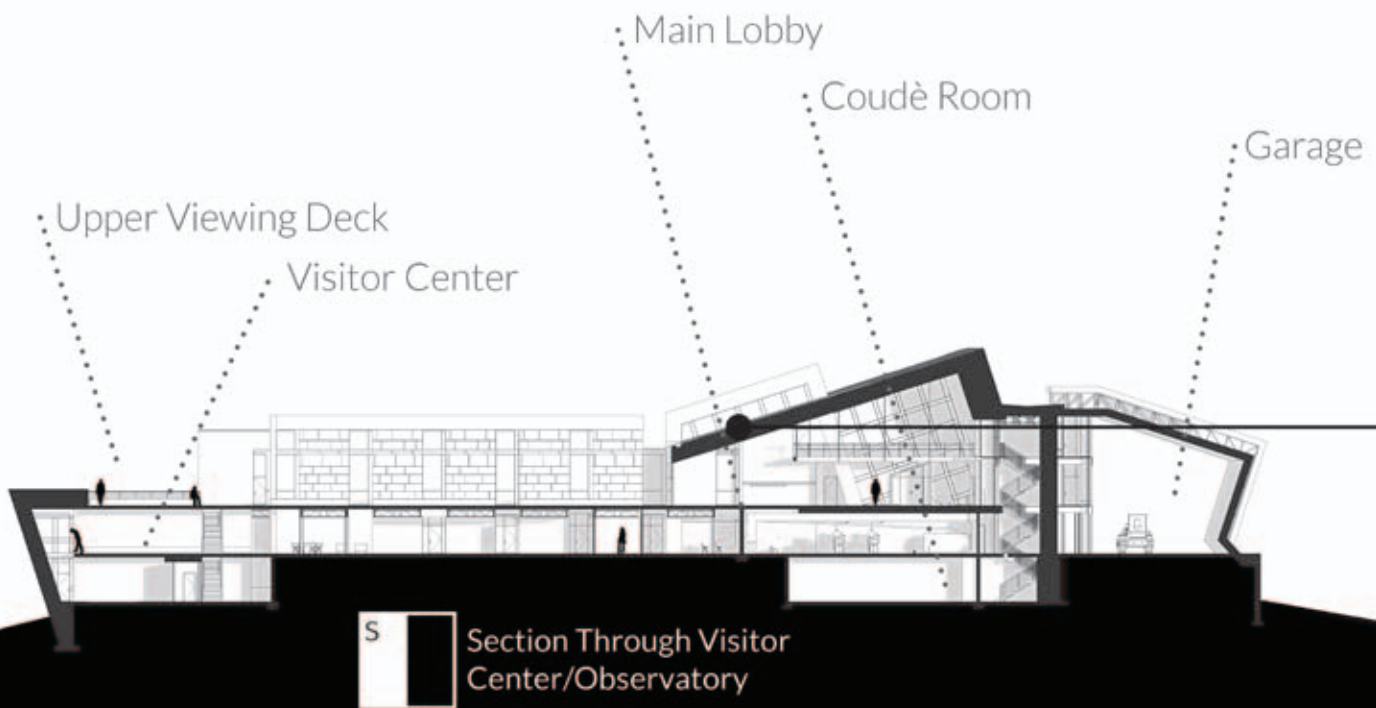 Main Lobby
Coudè Room
Garage
Upper Viewing Deck
Visitor Center
S
Section Through Visitor
Center/Observatory